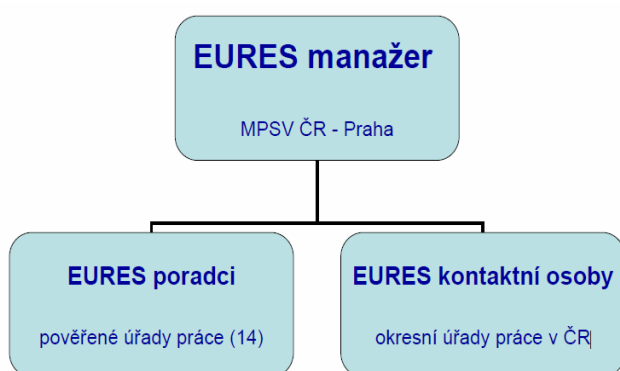 EURES manažer
MPSV ČR - Praha
EURES poradci
pověřené úřady práce (14)
EURES kontaktní osoby
okresní úřady práce v ČR